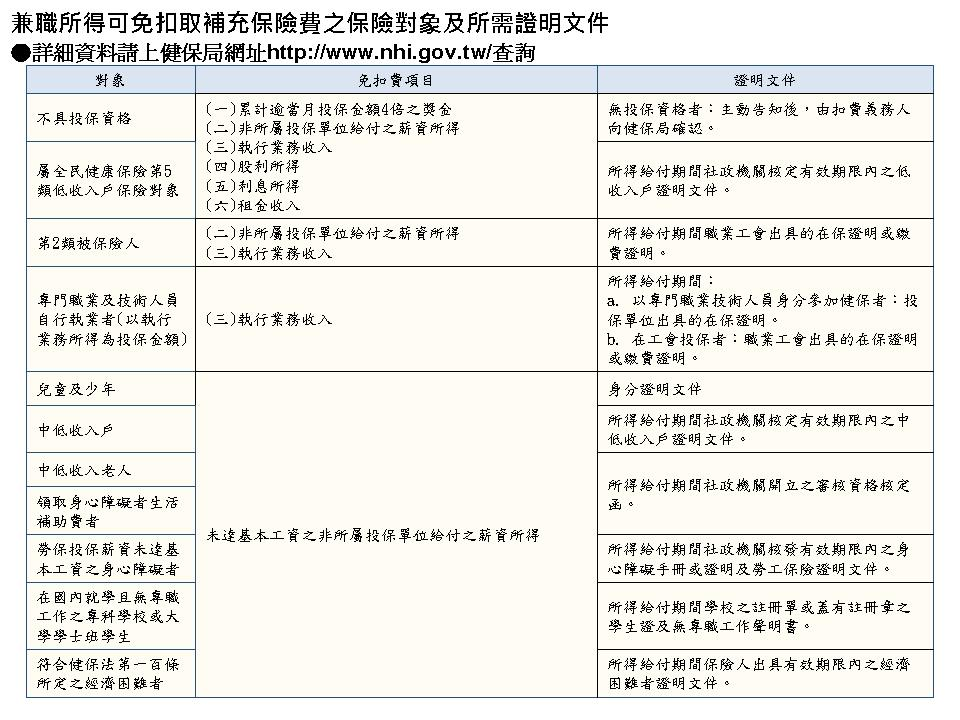 兼職所得可免扣取補充保險費之保險對象及所需證明文件
●詳細資料請上健保局網址http://www.nhi.gov.tw/查詢
對象
免扣費項目
證明文件
不具投保資格
(一)累計逾當月投保金額4倍之獎金
(二)非所屬投保單位給付之薪資所得
(三)執行業務收入
(四)股利所得
(五)利息所得
(六)租金收入
無投保資格者：主動告知後，由扣費義務人
向健保局確認。
屬全民健康保險第5
類低收入戶保險對象
所得給付期間社政機關核定有效期限內之低
收入戶證明文件。
第2類被保險人
(二)非所屬投保單位給付之薪資所得
(三)執行業務收入
所得給付期間職業工會出具的在保證明或繳
費證明。
專門職業及技術人員
自行執業者(以執行
業務所得為投保金額)
(三)執行業務收入
所得給付期間：
a. 以專門職業技術人員身分參加健保者：投
保單位出具的在保證明。
b. 在工會投保者：職業工會出具的在保證明
或繳費證明。
兒童及少年
未達基本工資之非所屬投保單位給付之薪資所得
身分證明文件
中低收入戶
所得給付期間社政機關核定有效期限內之中
低收入戶證明文件。
中低收入老人
所得給付期間社政機關開立之審核資格核定
函。
領取身心障礙者生活
補助費者
勞保投保薪資未達基
本工資之身心障礙者
所得給付期間社政機關核發有效期限內之身
心障礙手冊或證明及勞工保險證明文件。
在國內就學且無專職
工作之專科學校或大
學學士班學生
所得給付期間學校之註冊單或蓋有註冊章之
學生證及無專職工作聲明書。
符合健保法第一百條
所定之經濟困難者
所得給付期間保險人出具有效期限內之經濟
困難者證明文件。